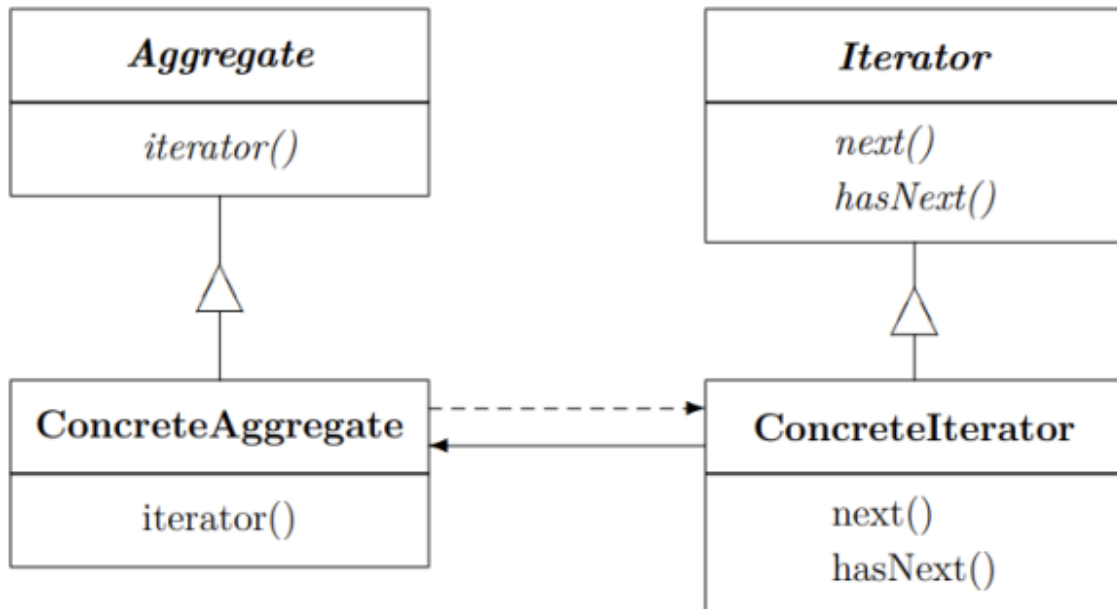 Aggregate
iterator()
Iterator
next()
hasNext()
ConcreteAggregate
iterator()
ConcreteIterator
next()
hasNext()